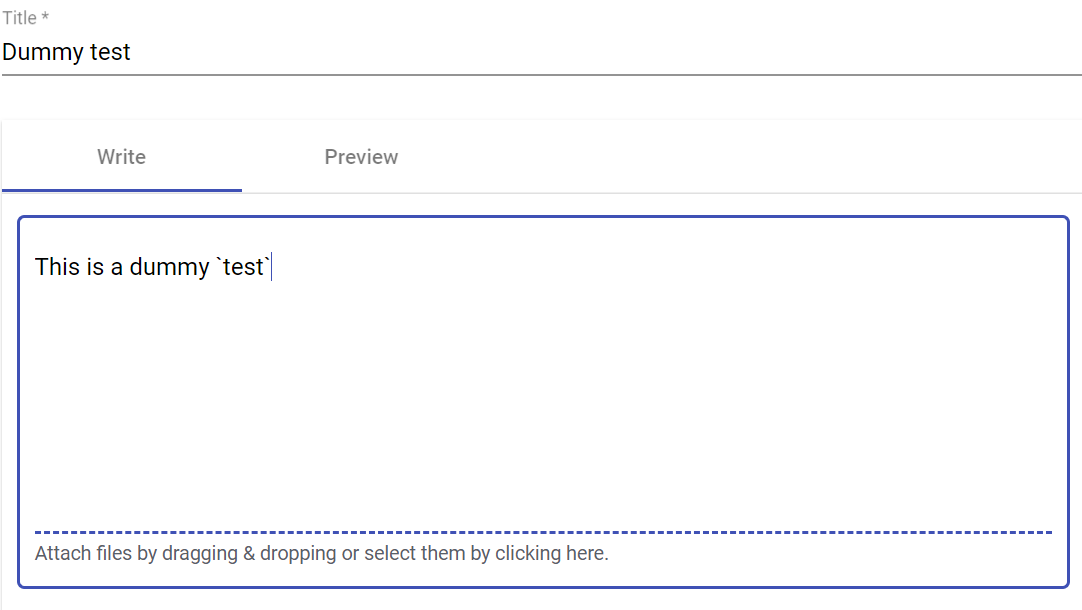 Title *
Dummy test
Write Preview
This is a dummy `test`
Attach files by dragging & dropping or select them by clicking here.